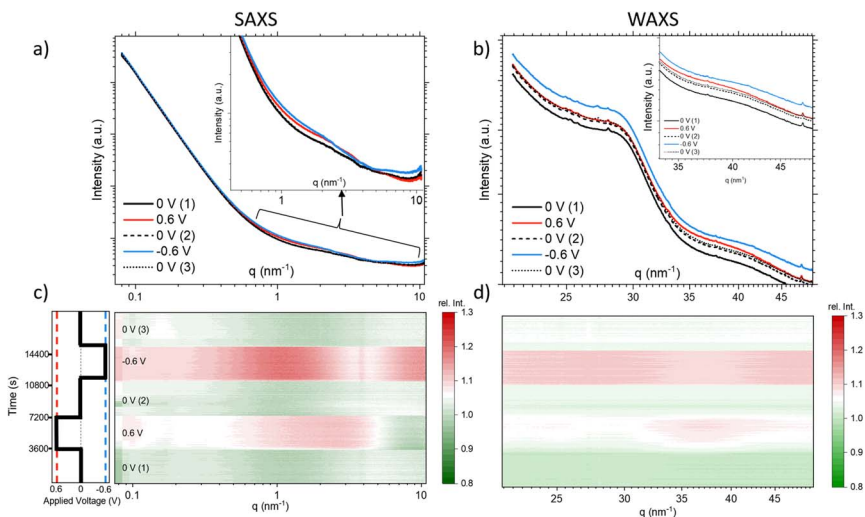 SAXS
WAXS
a)
Intensity (a.u.)
0 V (1)
0.6 V
0 V (2)
-0.6 V
0 V (3)
0.1
1
10
q (nm⁻¹)
Intensity (a.u.)
1
10
q (nm⁻¹)
b)
Intensity (a.u.)
0 V (1)
0.6 V
0 V (2)
-0.6 V
0 V (3)
25
30
35
40
45
q (nm⁻¹)
Intensity (a.u.)
0 V (1)
0.6 V
0 V (2)
-0.6 V
0 V (3)
35
40
45
q (nm⁻¹)
c)
Time (s)
14400
10800
7200
3600
0.6
0
-0.6
Applied Voltage (V)
0 V (3)
-0.6 V
0 V (2)
0.6 V
0 V (1)
0.1
1
10
q (nm⁻¹)
rel. Int.
1.3
1.2
1.1
1.0
0.9
0.8
d)
25
30
35
40
45
q (nm⁻¹)
rel. Int.
1.3
1.2
1.1
1.0
0.9
0.8